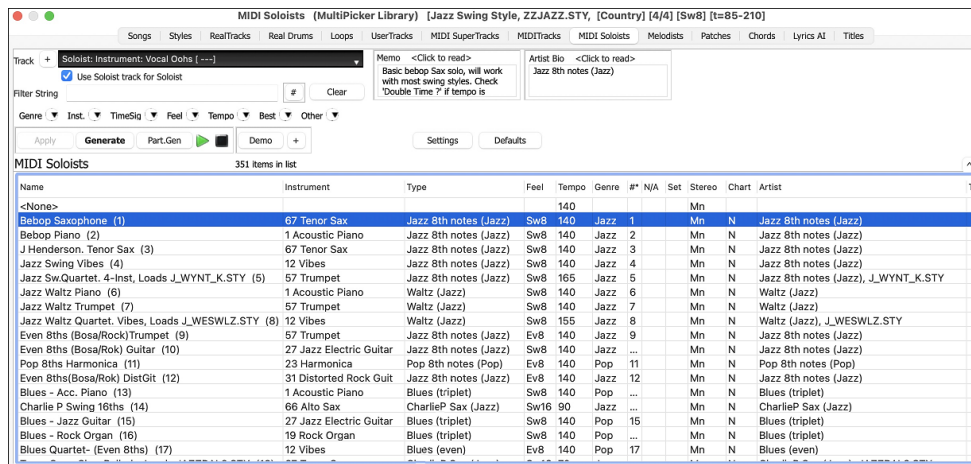 MIDI Soloists (MultiPicker Library) [Jazz Swing Style, ZZJAZZ.STY, [Country] [4/4] [Sw8] [t=85-210]
Songs Styles RealTracks Real Drums Loops UserTracks MIDI SuperTracks MIDITracks MIDI Soloists Melodists Patches Chords Lyrics AI Titles
Track + Soloist: Instrument: Vocal Oohs [ ---]
Use Soloist track for Soloist
Filter String # Clear
Memo <Click to read>
Basic bebop Sax solo, will work
with most swing styles. Check
'Double Time ?' if tempo is
Artist Bio <Click to read>
Jazz 8th notes (Jazz)
Genre Inst. TimeSig Feel Tempo Best Other
Apply Generate Part.Gen Demo + Settings Defaults
MIDI Soloists 351 items in list
Name Instrument Type Feel Tempo Genre #* N/A Set Stereo Chart Artist
<None> 140 Mn
Bebop Saxophone (1) 67 Tenor Sax Jazz 8th notes (Jazz) Sw8 140 Jazz 1 Mn N Jazz 8th notes (Jazz)
Bebop Piano (2) 1 Acoustic Piano Jazz 8th notes (Jazz) Sw8 140 Jazz 2 Mn N Jazz 8th notes (Jazz)
J Henderson. Tenor Sax (3) 67 Tenor Sax Jazz 8th notes (Jazz) Sw8 140 Jazz 3 Mn N Jazz 8th notes (Jazz)
Jazz Swing Vibes (4) 12 Vibes Jazz 8th notes (Jazz) Sw8 140 Jazz 4 Mn N Jazz 8th notes (Jazz)
Jazz Sw.Quartet. 4-Inst, Loads J_WYNT_K.STY (5) 57 Trumpet Jazz 8th notes (Jazz) Sw8 165 Jazz 5 Mn N Jazz 8th notes (Jazz), J_WYNT_K.STY
Jazz Waltz Piano (6) 1 Acoustic Piano Waltz (Jazz) Sw8 140 Jazz 6 Mn N Waltz (Jazz)
Jazz Waltz Trumpet (7) 57 Trumpet Waltz (Jazz) Sw8 140 Jazz 7 Mn N Waltz (Jazz)
Jazz Waltz Quartet. Vibes, Loads J_WESWLZ.STY (8) 12 Vibes Waltz (Jazz) Sw8 155 Jazz 8 Mn N Waltz (Jazz), J_WESWLZ.STY
Even 8ths (Bosa/Rock)Trumpet (9) 57 Trumpet Jazz 8th notes (Jazz) Ev8 140 Jazz 9 Mn N Jazz 8th notes (Jazz)
Even 8ths (Bosa/Rok) Guitar (10) 27 Jazz Electric Guitar Jazz 8th notes (Jazz) Sw8 140 Jazz ... Mn N Jazz 8th notes (Jazz)
Pop 8ths Harmonica (11) 23 Harmonica Pop 8th notes (Pop) Ev8 140 Pop 11 Mn N Pop 8th notes (Pop)
Even 8ths(Bosa/Rok) DistGit (12) 31 Distorted Rock Guit Jazz 8th notes (Jazz) Ev8 140 Jazz 12 Mn N Jazz 8th notes (Jazz)
Blues - Acc. Piano (13) 1 Acoustic Piano Blues (triplet) Sw8 140 Pop ... Mn N Blues (triplet)
Charlie P Swing 16ths (14) 66 Alto Sax CharlieP Sax (Jazz) Sw16 90 Jazz ... Mn N CharlieP Sax (Jazz)
Blues - Jazz Guitar (15) 27 Jazz Electric Guitar Blues (triplet) Sw8 140 Pop 15 Mn N Blues (triplet)
Blues - Rock Organ (16) 19 Rock Organ Blues (triplet) Sw8 140 Pop ... Mn N Blues (triplet)
Blues Quartet- (Even 8ths) (17) 12 Vibes Blues (even) Ev8 140 Pop 17 Mn N Blues (even)